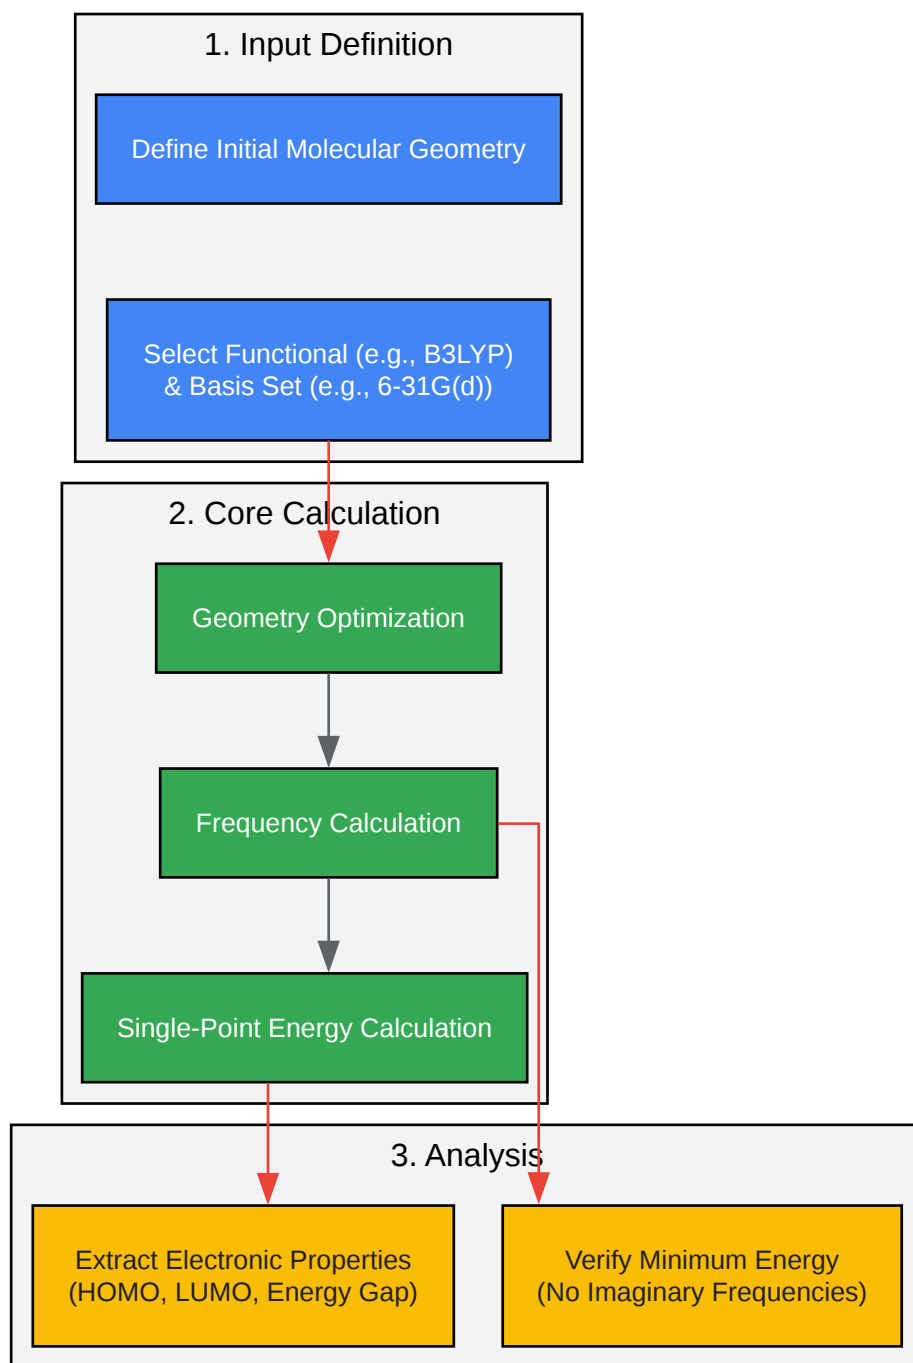 1. Input Definition
Define Initial Molecular Geometry
Select Functional (e.g., B3LYP)
& Basis Set (e.g., 6-31G(d))
2. Core Calculation
Geometry Optimization
Frequency Calculation
Single-Point Energy Calculation
3. Analysis
Extract Electronic Properties
(HOMO, LUMO, Energy Gap)
Verify Minimum Energy
(No Imaginary Frequencies)